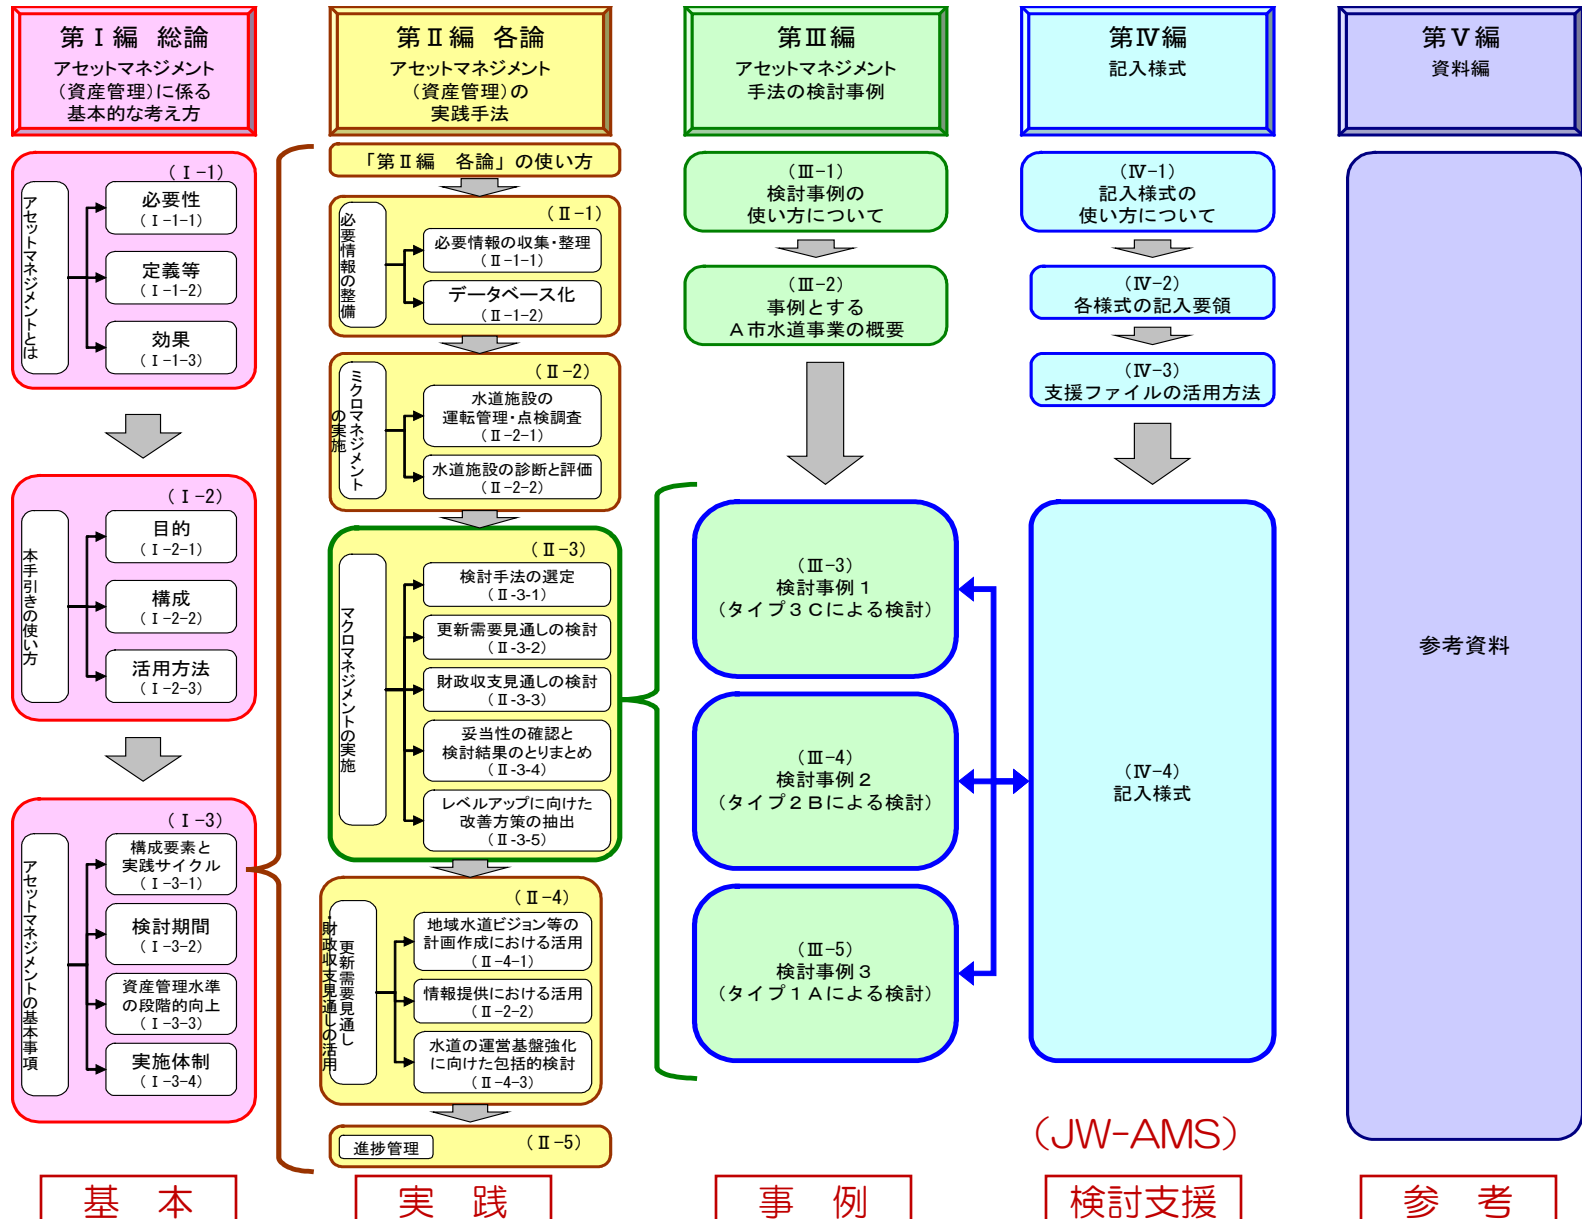 第Ⅰ編 総論
アセットマネジメント
（資産管理）に係る
基本的な考え方
(Ⅰ-1)
アセットマネジメントとは
必要性
(Ⅰ-1-1)
定義等
(Ⅰ-1-2)
効果
(Ⅰ-1-3)
(Ⅰ-2)
本手引きの使い方
目的
(Ⅰ-2-1)
構成
(Ⅰ-2-2)
活用方法
(Ⅰ-2-3)
(Ⅰ-3)
アセットマネジメントの基本事項
構成要素と
実践サイクル
(Ⅰ-3-1)
検討期間
(Ⅰ-3-2)
資産管理水準
の段階的向上
(Ⅰ-3-3)
実施体制
(Ⅰ-3-4)
基 本
第Ⅱ編 各論
アセットマネジメント
（資産管理）の
実践手法
「第Ⅱ編 各論」の使い方
(Ⅱ-1)
必要情報の整備
必要情報の収集・整理
(Ⅱ-1-1)
データベース化
(Ⅱ-1-2)
(Ⅱ-2)
ミクロマネジメント
の実施
水道施設の
運転管理・点検調査
(Ⅱ-2-1)
水道施設の診断と評価
(Ⅱ-2-2)
(Ⅱ-3)
マクロマネジメントの実施
検討手法の選定
(Ⅱ-3-1)
更新需要見通しの検討
(Ⅱ-3-2)
財政収支見通しの検討
(Ⅱ-3-3)
妥当性の確認と
検討結果のとりまとめ
(Ⅱ-3-4)
レベルアップに向けた
改善方策の抽出
(Ⅱ-3-5)
(Ⅱ-4)
更新需要見通し
・財政収支見通しの活用
地域水道ビジョン等の
計画作成における活用
(Ⅱ-4-1)
情報提供における活用
(Ⅱ-2-2)
水道の運営基盤強化
に向けた包括的検討
(Ⅱ-4-3)
進捗管理
(Ⅱ-5)
実 践
第Ⅲ編
アセットマネジメント
手法の検討事例
(Ⅲ-1)
検討事例の
使い方について
(Ⅲ-2)
事例とする
Ａ市水道事業の概要
(Ⅲ-3)
検討事例１
（タイプ３Ｃによる検討）
(Ⅲ-4)
検討事例２
（タイプ２Ｂによる検討）
(Ⅲ-5)
検討事例３
（タイプ１Ａによる検討）
事 例
第Ⅳ編
記入様式
(Ⅳ-1)
記入様式の
使い方について
(Ⅳ-2)
各様式の記入要領
(Ⅳ-3)
支援ファイルの活用方法
(Ⅳ-4)
記入様式
（JW-AMS）
検討支援
第Ⅴ編
資料編
参考資料
参 考